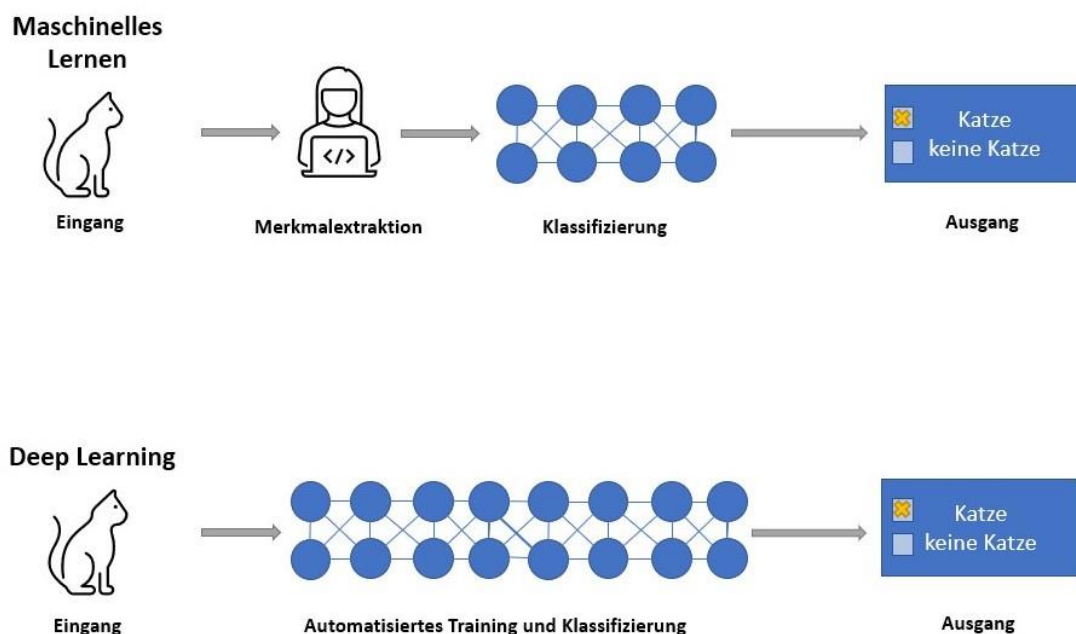 Maschinelles
Lernen
</>
Katze
keine Katze
Eingang
Merkmalextraktion
Klassifizierung
Ausgang
Deep Learning
Katze
keine Katze
Eingang
Automatisiertes Training und Klassifizierung
Ausgang